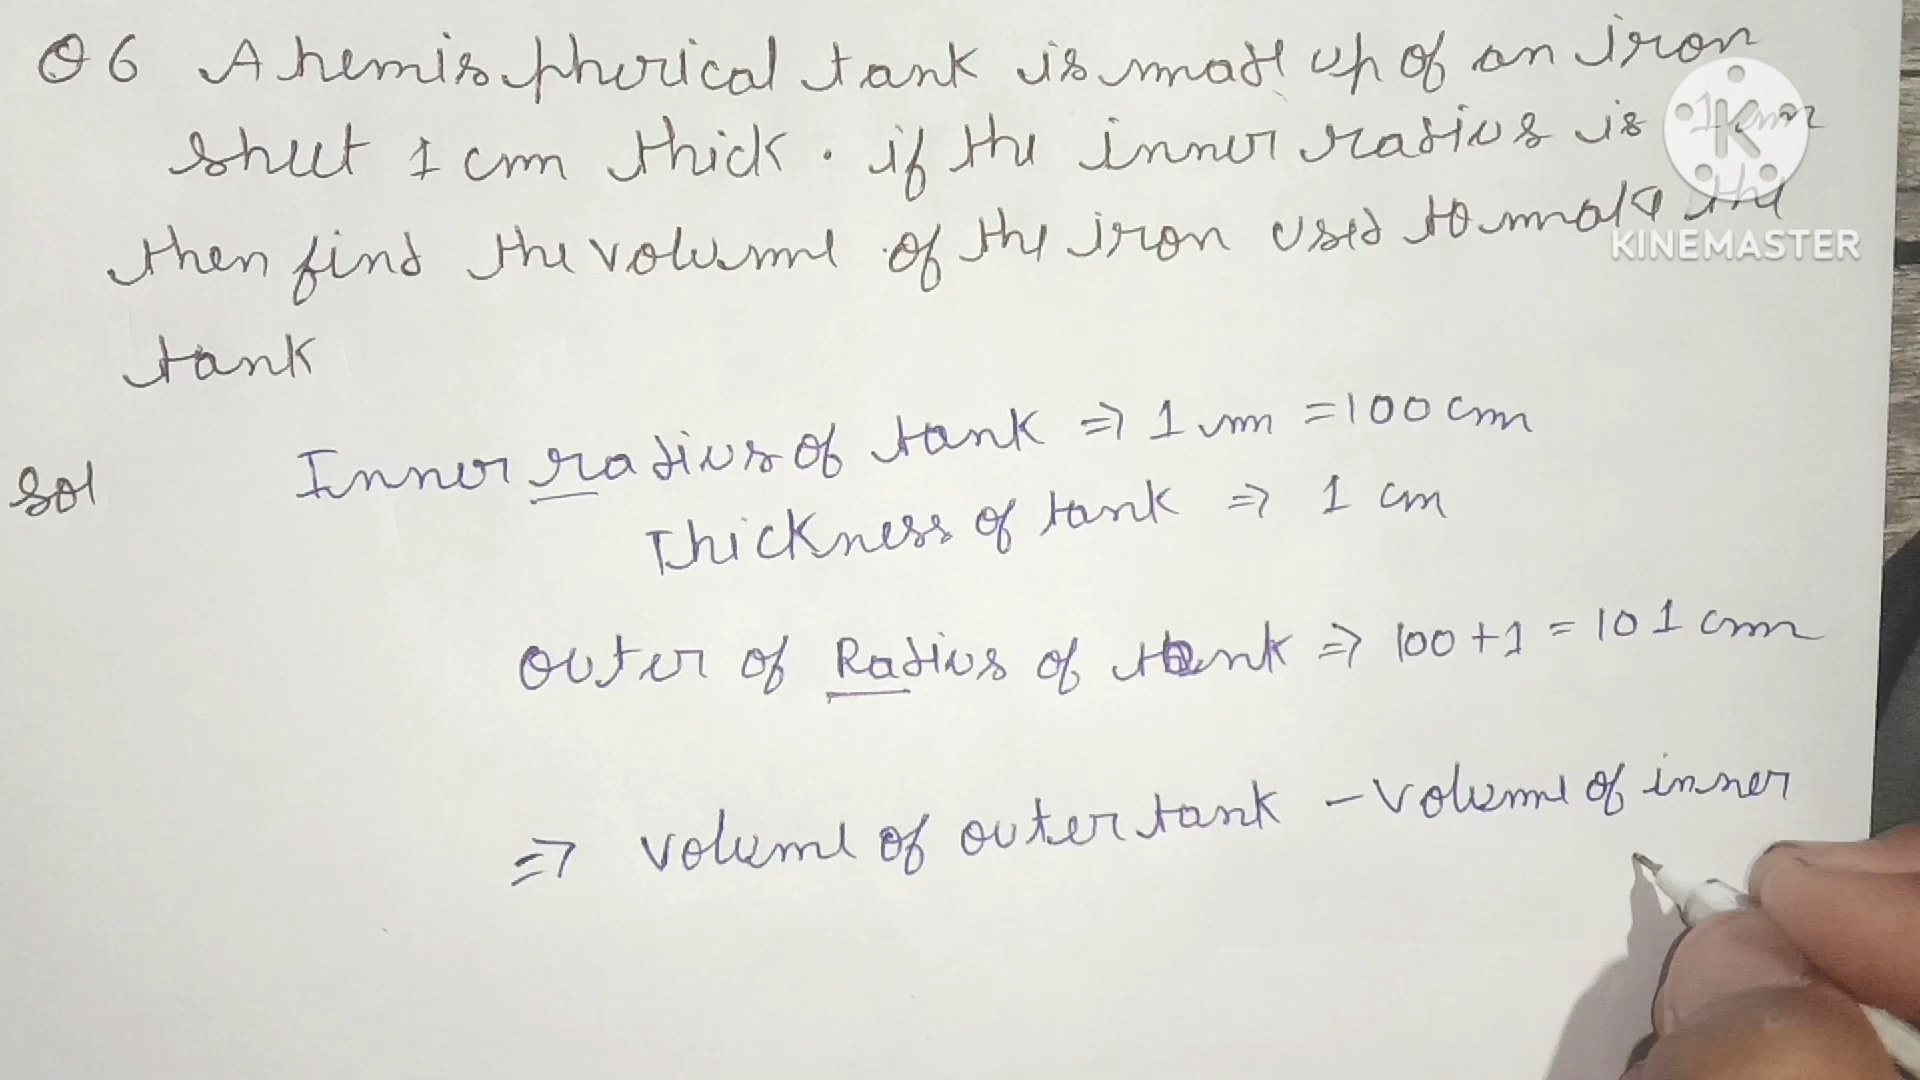 Q 6 A hemispherical tank is made up of an iron
sheet 1 cm thick . if the inner radius is 1 m
then find the volume of the iron used to make the
KINEMASTER
tank
Sol Inner radius of tank ⇒ 1 m = 100 cm
Thickness of tank ⇒ 1 cm
outer of Radius of tank ⇒ 100 + 1 = 101 cm
⇒ volume of outer tank - volume of inner